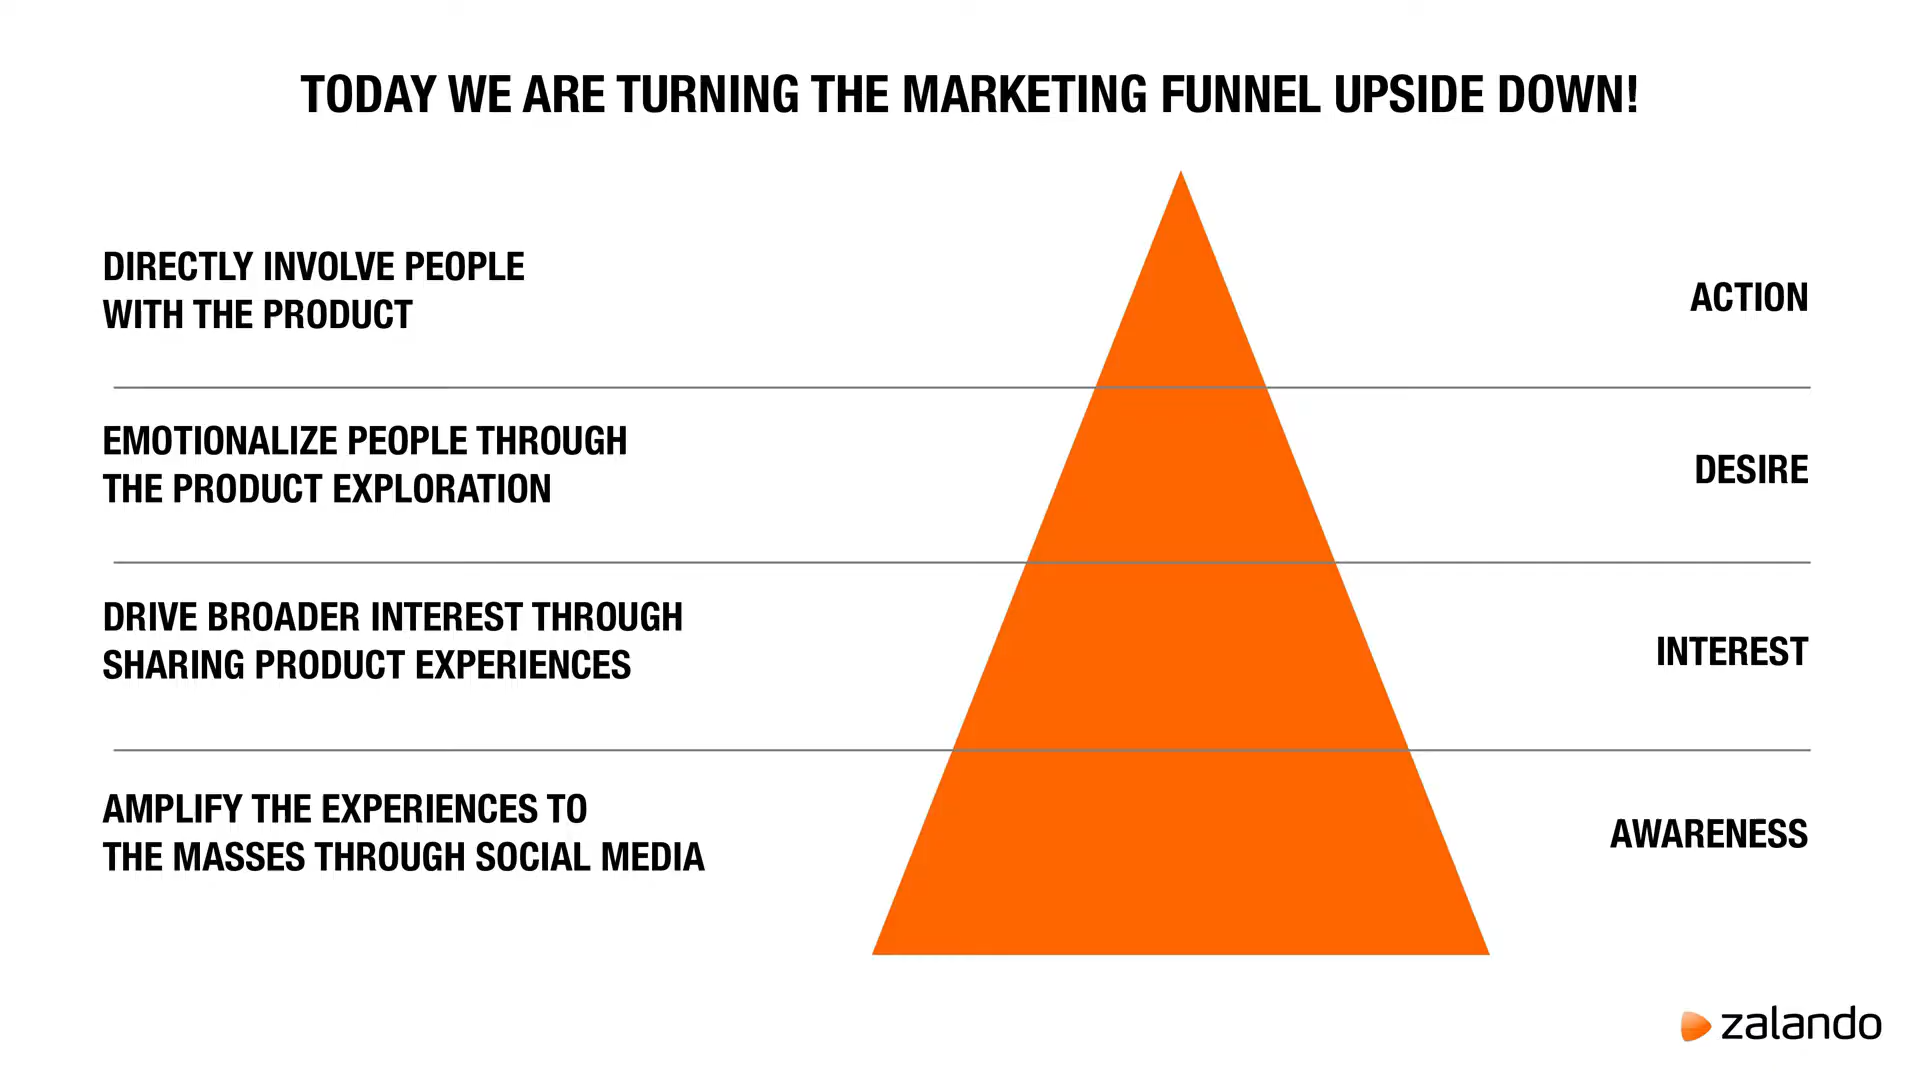 TODAY WE ARE TURNING THE MARKETING FUNNEL UPSIDE DOWN!
DIRECTLY INVOLVE PEOPLE
WITH THE PRODUCT
ACTION
EMOTIONALIZE PEOPLE THROUGH
THE PRODUCT EXPLORATION
DESIRE
DRIVE BROADER INTEREST THROUGH
SHARING PRODUCT EXPERIENCES
INTEREST
AMPLIFY THE EXPERIENCES TO
THE MASSES THROUGH SOCIAL MEDIA
AWARENESS
zalando